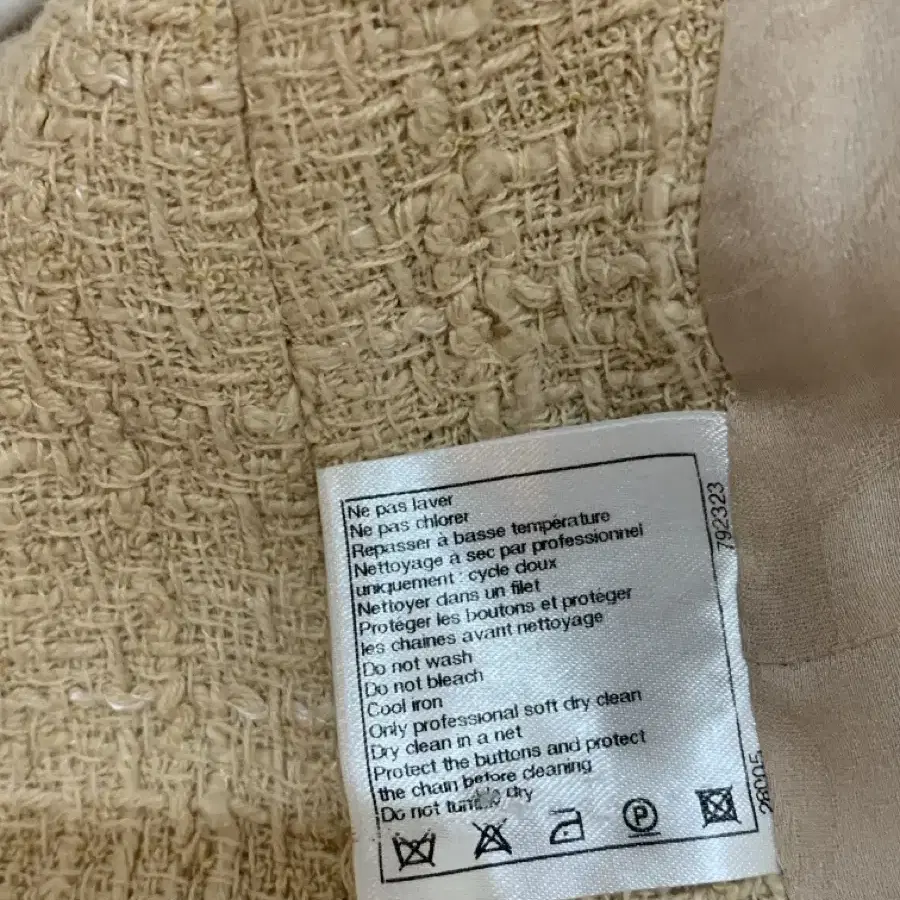 Ne pas laver
Ne pas chlorer
Repasser à basse température
Nettoyage à sec par professionnel
uniquement : cycle doux
Nettoyer dans un filet
Protéger les boutons et protéger
les chaines avant nettoyage
Do not wash
Do not bleach
Cool iron
Only professional soft dry clean
Dry clean in a net
Protect the buttons and protect
the chain before cleaning
Do not tumble dry
P
792323